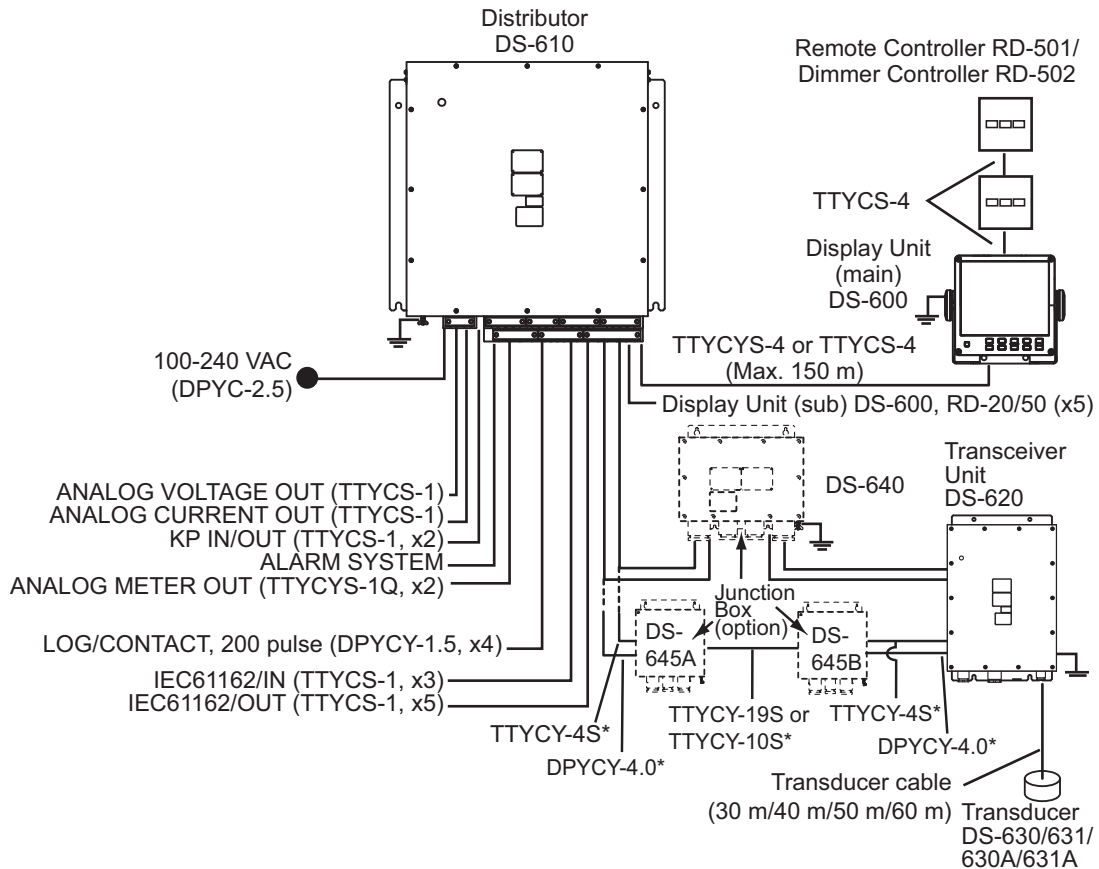 Distributor
DS-610
Remote Controller RD-501/
Dimmer Controller RD-502
TTYCS-4
Display Unit
(main)
DS-600
100-240 VAC
(DPYC-2.5)
TTYCYS-4 or TTYCS-4
(Max. 150 m)
Display Unit (sub) DS-600, RD-20/50 (x5)
Transceiver
Unit
DS-620
DS-640
ANALOG VOLTAGE OUT (TTYCS-1)
ANALOG CURRENT OUT (TTYCS-1)
KP IN/OUT (TTYCS-1, x2)
ALARM SYSTEM
ANALOG METER OUT (TTYCYS-1Q, x2)
Junction
Box
(option)
DS-
645A
DS-
645B
LOG/CONTACT, 200 pulse (DPYCY-1.5, x4)
IEC61162/IN (TTYCS-1, x3)
IEC61162/OUT (TTYCS-1, x5)
TTYCY-4S*
DPYCY-4.0*
TTYCY-19S or
TTYCY-10S*
TTYCY-4S*
DPYCY-4.0*
Transducer cable
(30 m/40 m/50 m/60 m)
Transducer
DS-630/631/
630A/631A